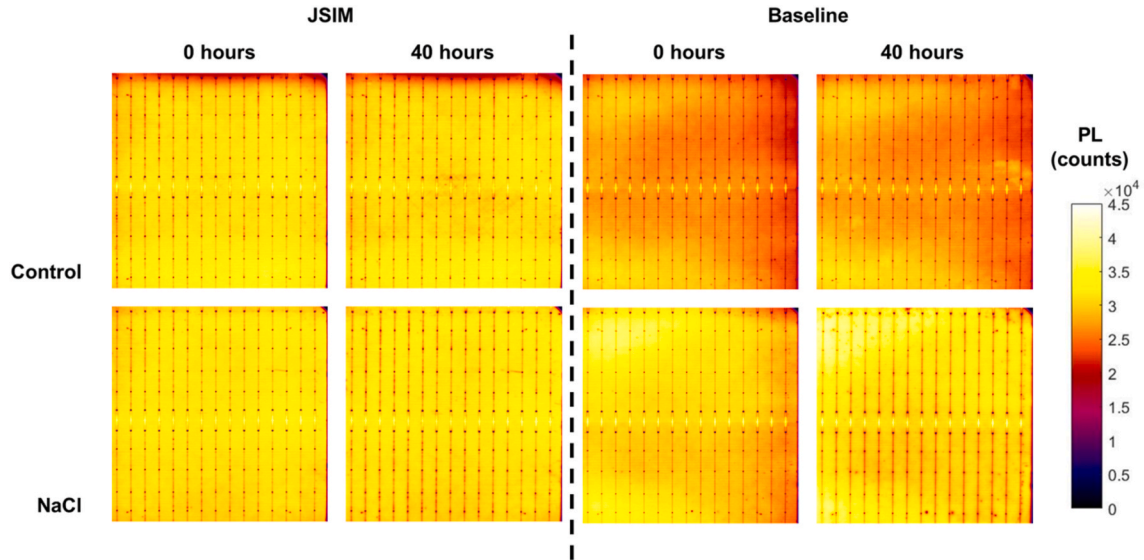 JSIM
Baseline
0 hours
40 hours
0 hours
40 hours
PL
(counts)
×10⁴
4.5
4
3.5
3
2.5
2
1.5
1
0.5
0
Control
NaCl